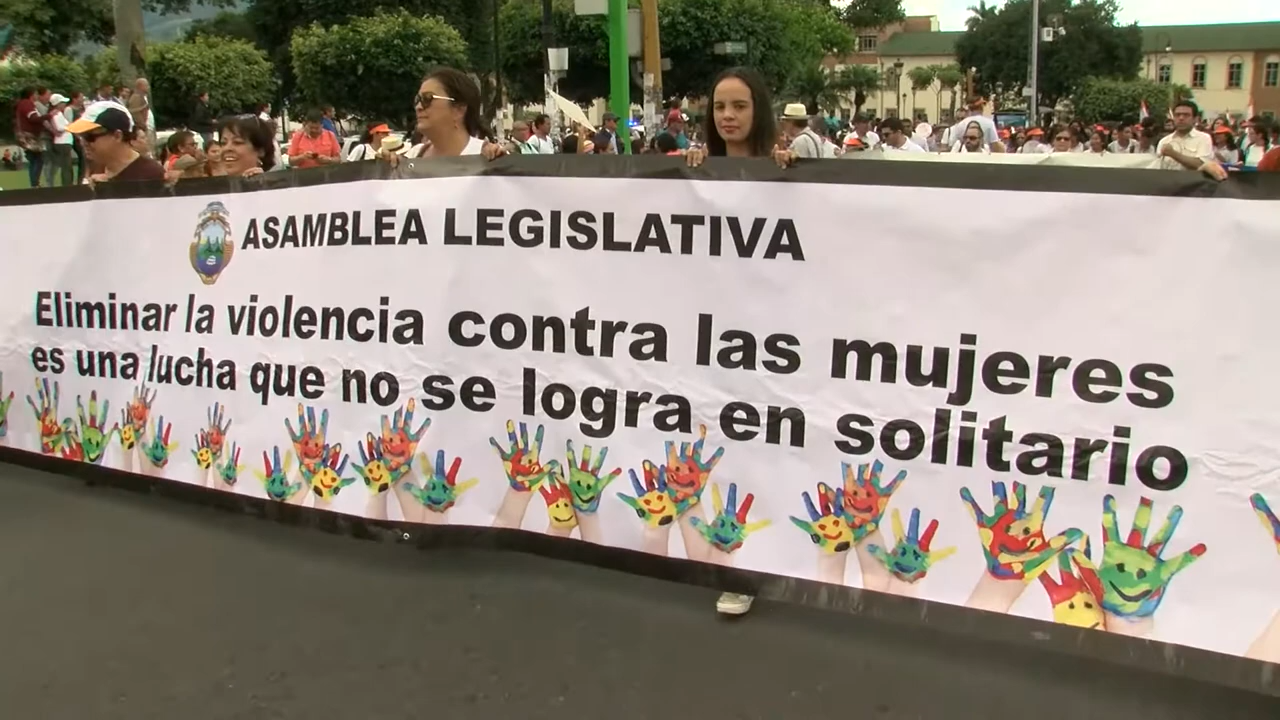 ASAMBLEA LEGISLATIVA
Eliminar la violencia contra las mujeres
es una lucha que no se logra en solitario